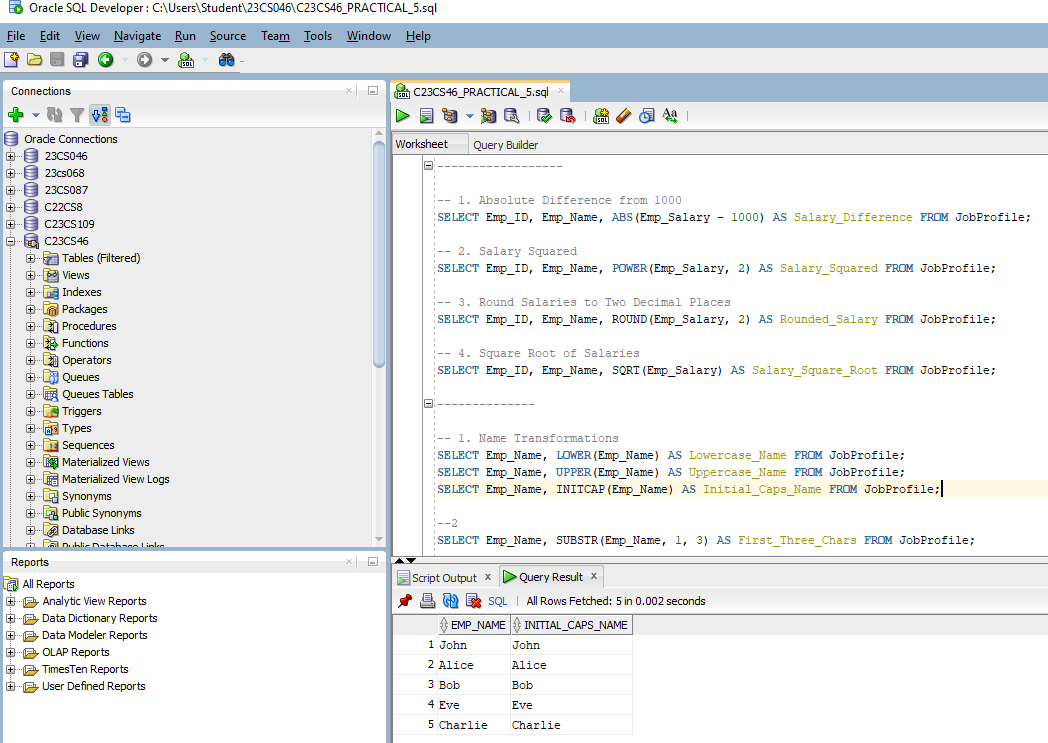 Oracle SQL Developer : C:\Users\Student\23CS046\C23CS46_PRACTICAL_5.sql
File Edit View Navigate Run Source Team Tools Window Help
Connections
Oracle Connections
23CS046
23cs068
23CS087
C22CS8
C23CS109
C23CS46
Tables (Filtered)
Views
Indexes
Packages
Procedures
Functions
Operators
Queues
Queues Tables
Triggers
Types
Sequences
Materialized Views
Materialized View Logs
Synonyms
Public Synonyms
Database Links
Public Database Links
Reports
All Reports
Analytic View Reports
Data Dictionary Reports
Data Modeler Reports
OLAP Reports
TimesTen Reports
User Defined Reports
C23CS46_PRACTICAL_5.sql
Worksheet Query Builder
------------------
-- 1. Absolute Difference from 1000
SELECT Emp_ID, Emp_Name, ABS(Emp_Salary - 1000) AS Salary_Difference FROM JobProfile;
-- 2. Salary Squared
SELECT Emp_ID, Emp_Name, POWER(Emp_Salary, 2) AS Salary_Squared FROM JobProfile;
-- 3. Round Salaries to Two Decimal Places
SELECT Emp_ID, Emp_Name, ROUND(Emp_Salary, 2) AS Rounded_Salary FROM JobProfile;
-- 4. Square Root of Salaries
SELECT Emp_ID, Emp_Name, SQRT(Emp_Salary) AS Salary_Square_Root FROM JobProfile;
--------------
-- 1. Name Transformations
SELECT Emp_Name, LOWER(Emp_Name) AS Lowercase_Name FROM JobProfile;
SELECT Emp_Name, UPPER(Emp_Name) AS Uppercase_Name FROM JobProfile;
SELECT Emp_Name, INITCAP(Emp_Name) AS Initial_Caps_Name FROM JobProfile;
--2
SELECT Emp_Name, SUBSTR(Emp_Name, 1, 3) AS First_Three_Chars FROM JobProfile;
Script Output Query Result
SQL All Rows Fetched: 5 in 0.002 seconds
EMP_NAME INITIAL_CAPS_NAME
1 John John
2 Alice Alice
3 Bob Bob
4 Eve Eve
5 Charlie Charlie